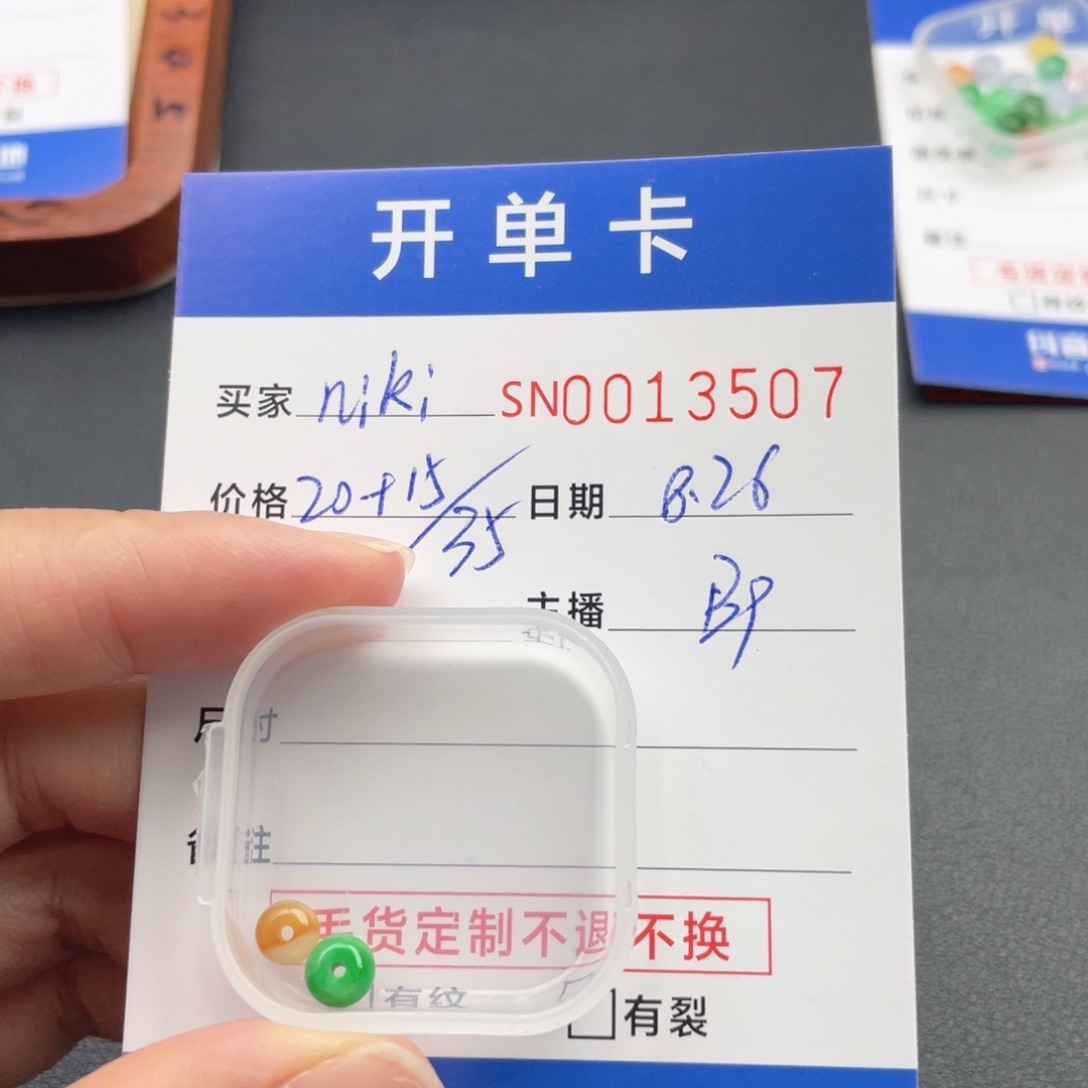 开单卡
买家 niki SN0013507
价格 20+15/35 日期 8.26
主播
尺寸
备注
毛货定制不退不换
有纹 有裂